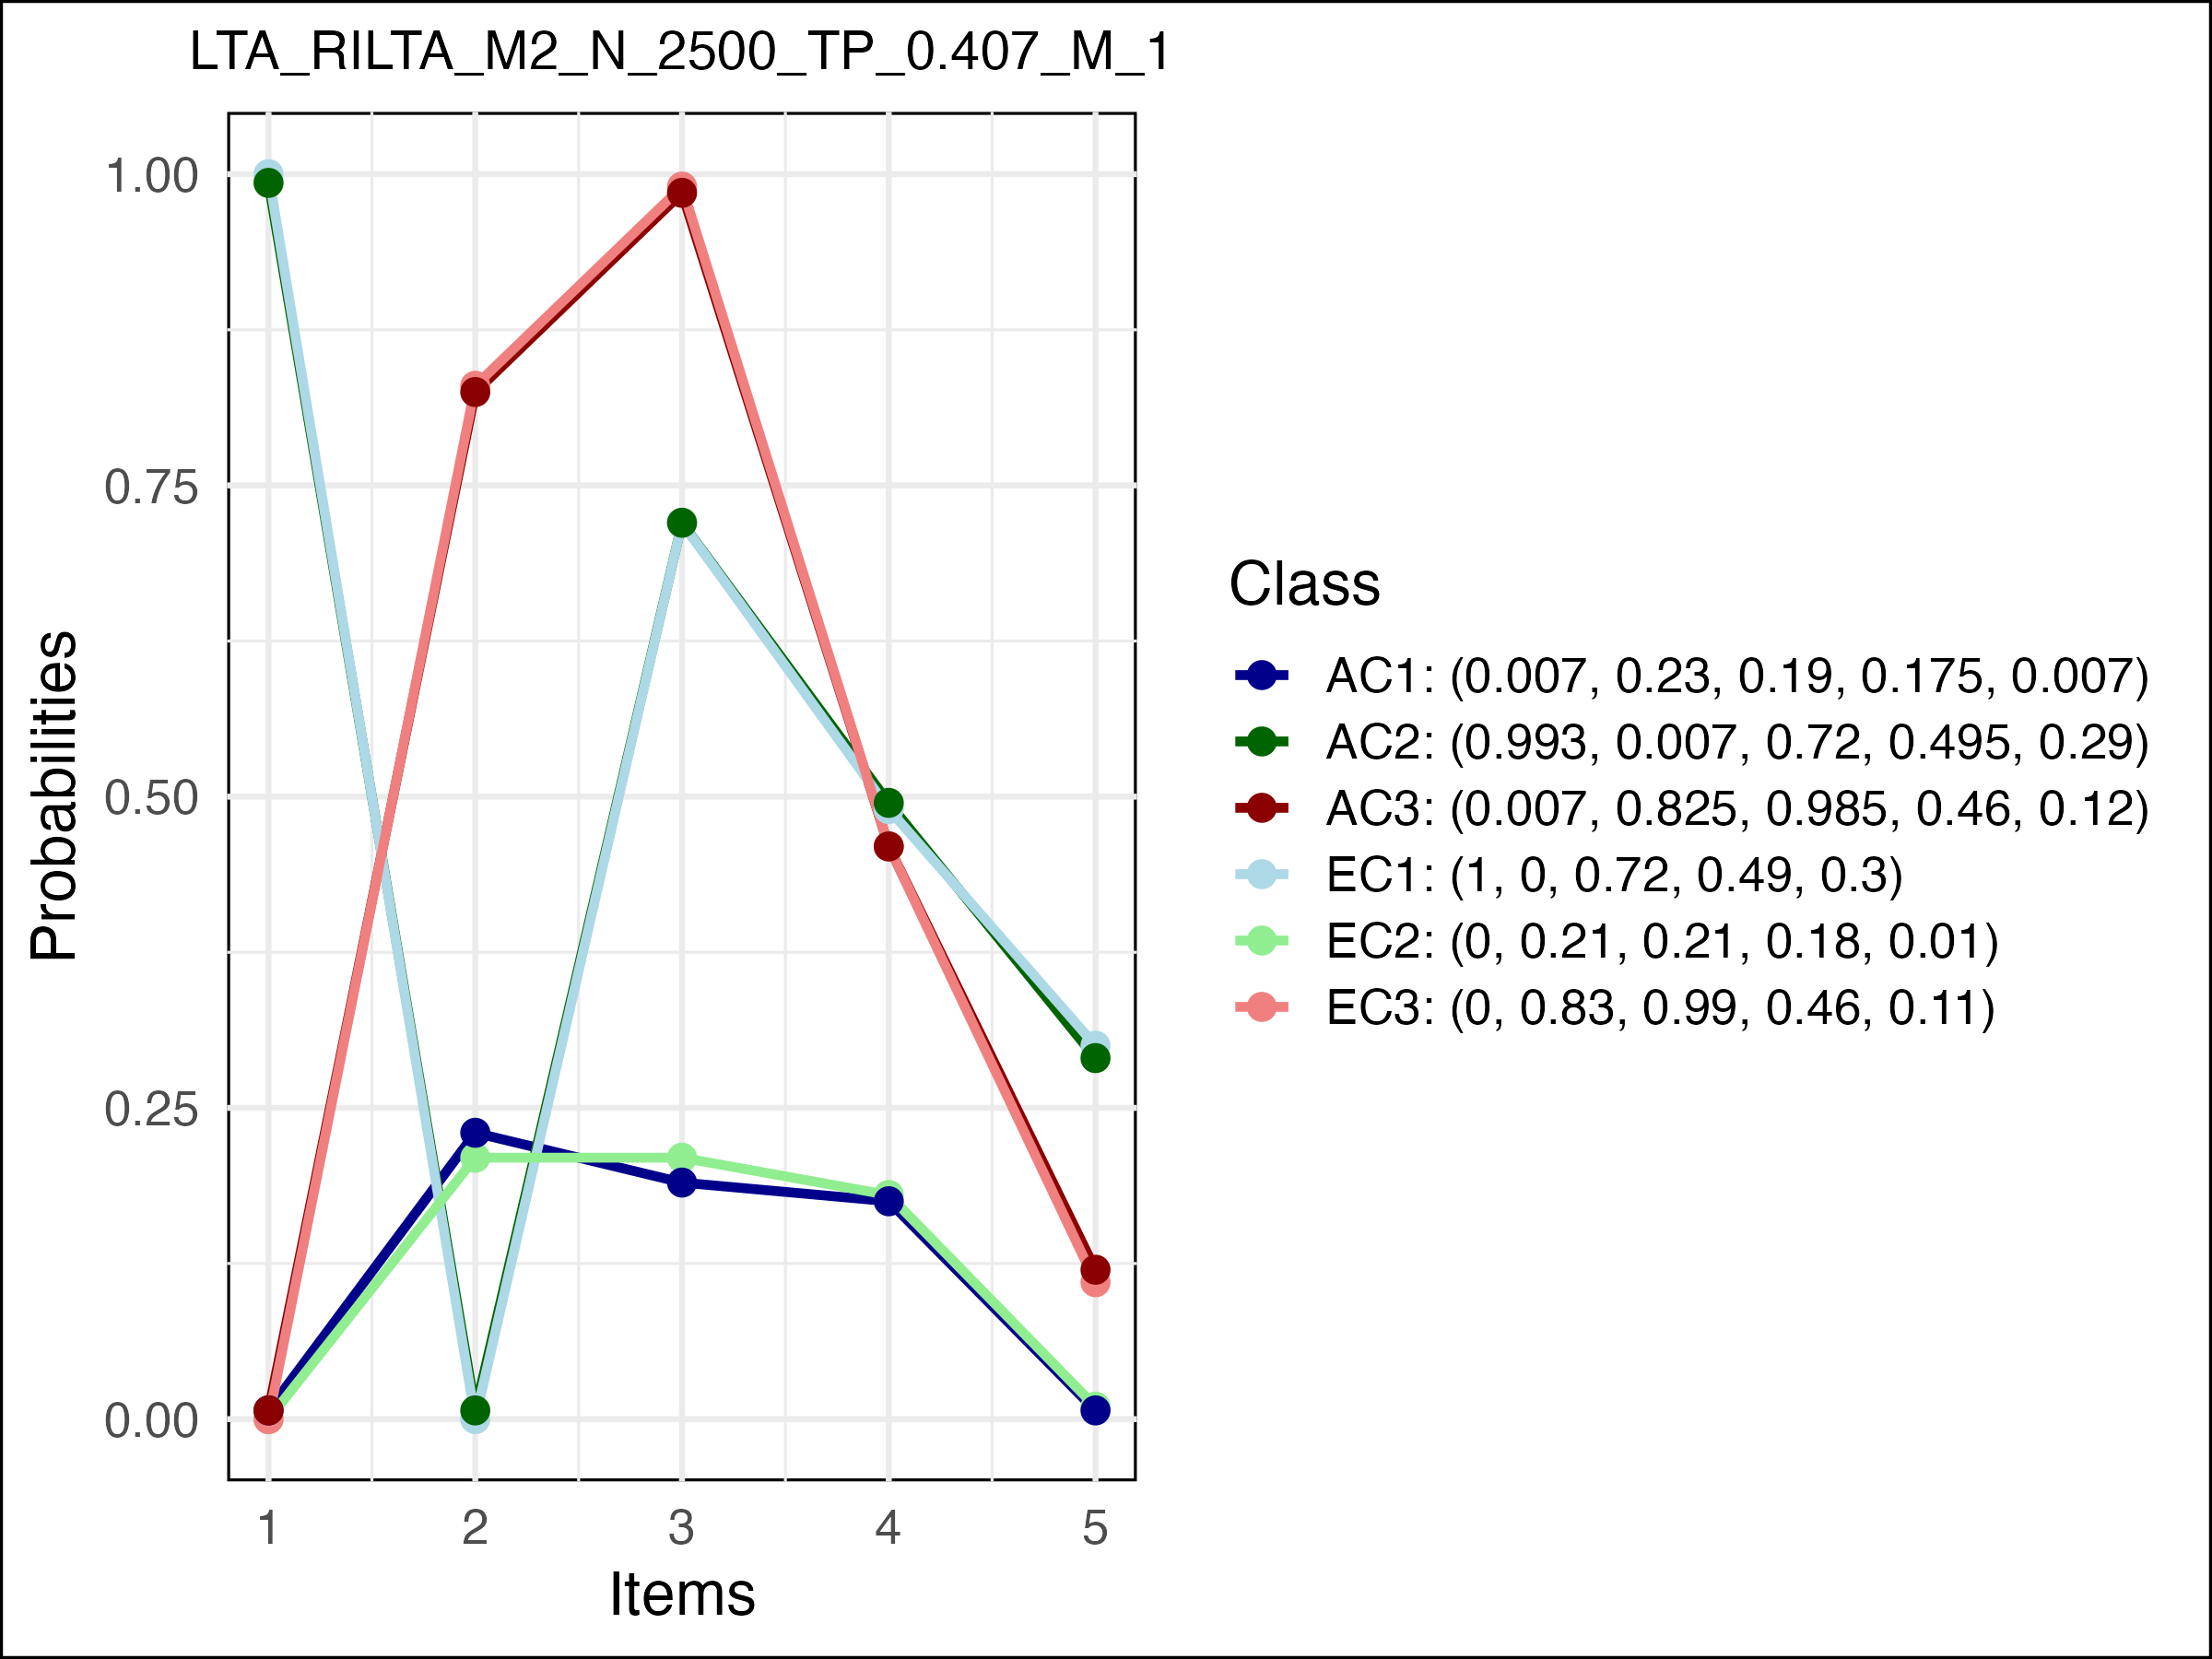 LTA_RILTA_M2_N_2500_TP_0.407_M_1
1.00
0.75
0.50
0.25
0.00
Probabilities
1 2 3 4 5
Items
Class
AC1: (0.007, 0.23, 0.19, 0.175, 0.007)
AC2: (0.993, 0.007, 0.72, 0.495, 0.29)
AC3: (0.007, 0.825, 0.985, 0.46, 0.12)
EC1: (1, 0, 0.72, 0.49, 0.3)
EC2: (0, 0.21, 0.21, 0.18, 0.01)
EC3: (0, 0.83, 0.99, 0.46, 0.11)